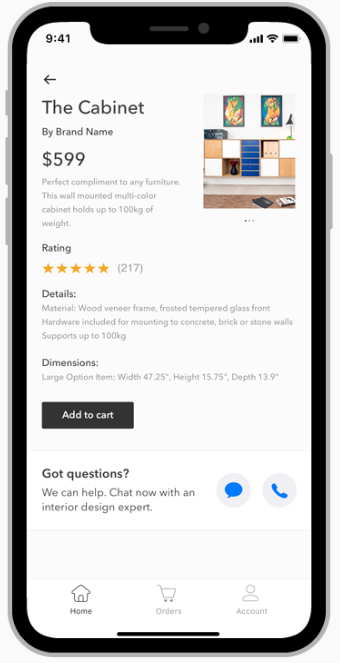 9:41
The Cabinet
By Brand Name
$599
Perfect compliment to any furniture.
This wall mounted multi-color
cabinet holds up to 100kg of
weight.
Rating
(217)
Details:
Material: Wood veneer frame, frosted tempered glass front
Hardware included for mounting to concrete, brick or stone walls
Supports up to 100kg
Dimensions:
Large Option Item: Width 47.25", Height 15.75", Depth 13.9"
Add to cart
Got questions?
We can help. Chat now with an
interior design expert.
Home
Orders
Account